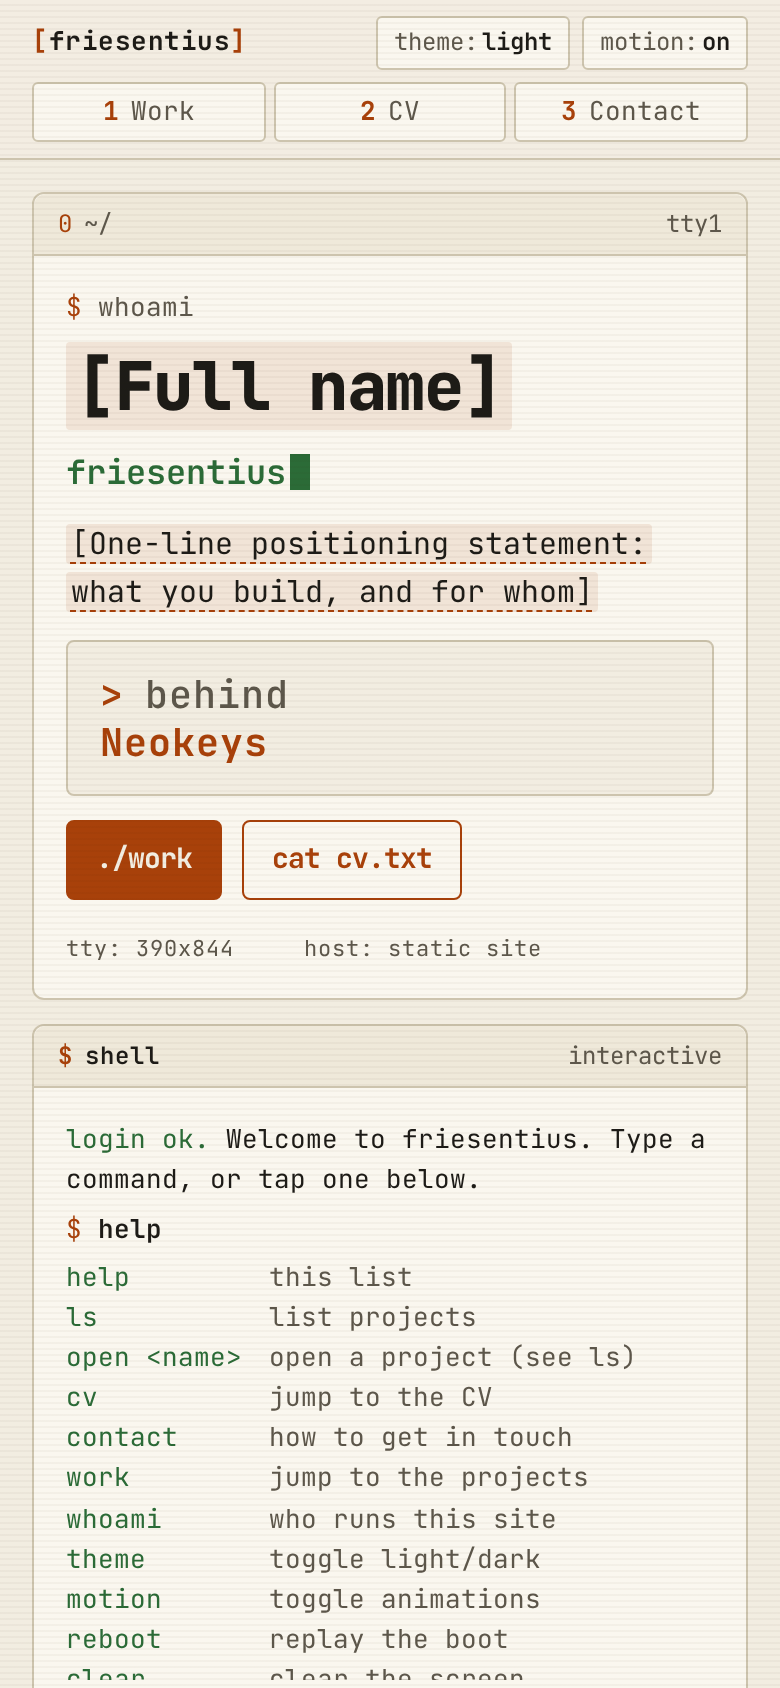 [friesentius]
theme: light
motion: on
1 Work
2 CV
3 Contact
0 ~/
tty1
$ whoami
[Full name]
friesentius
[One-line positioning statement:
what you build, and for whom]
> behind
Neokeys
./work
cat cv.txt
tty: 390x844
host: static site
$ shell
interactive
login ok. Welcome to friesentius. Type a
command, or tap one below.
$ help
help this list
ls list projects
open <name> open a project (see ls)
cv jump to the CV
contact how to get in touch
work jump to the projects
whoami who runs this site
theme toggle light/dark
motion toggle animations
reboot replay the boot
clear clear the screen